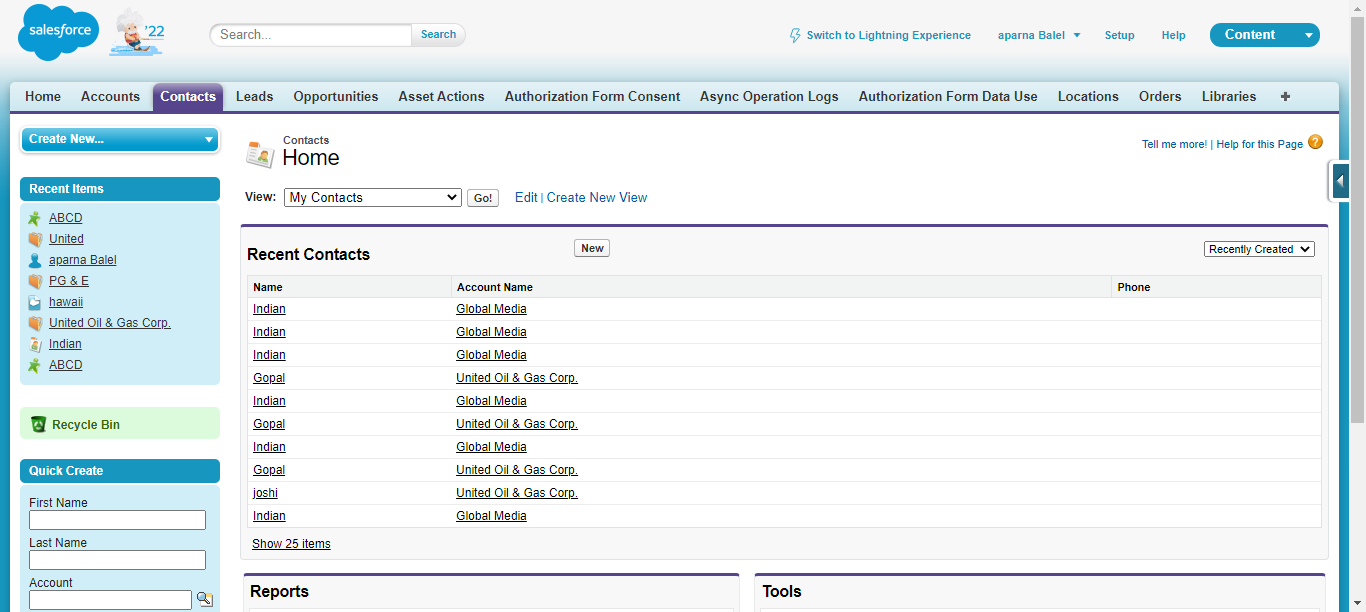 salesforce '22 Search... Search Switch to Lightning Experience aparna Balel Setup Help Content
Home Accounts Contacts Leads Opportunities Asset Actions Authorization Form Consent Async Operation Logs Authorization Form Data Use Locations Orders Libraries +
Create New...
Recent Items
ABCD
United
aparna Balel
PG & E
hawaii
United Oil & Gas Corp.
Indian
ABCD
Recycle Bin
Quick Create
First Name
Last Name
Account
Contacts
Home
Tell me more! | Help for this Page ?
View: My Contacts Go! Edit | Create New View
Recent Contacts New Recently Created
Name Account Name Phone
Indian Global Media
Indian Global Media
Indian Global Media
Gopal United Oil & Gas Corp.
Indian Global Media
Gopal United Oil & Gas Corp.
Indian Global Media
Gopal United Oil & Gas Corp.
joshi United Oil & Gas Corp.
Indian Global Media
Show 25 items
Reports Tools